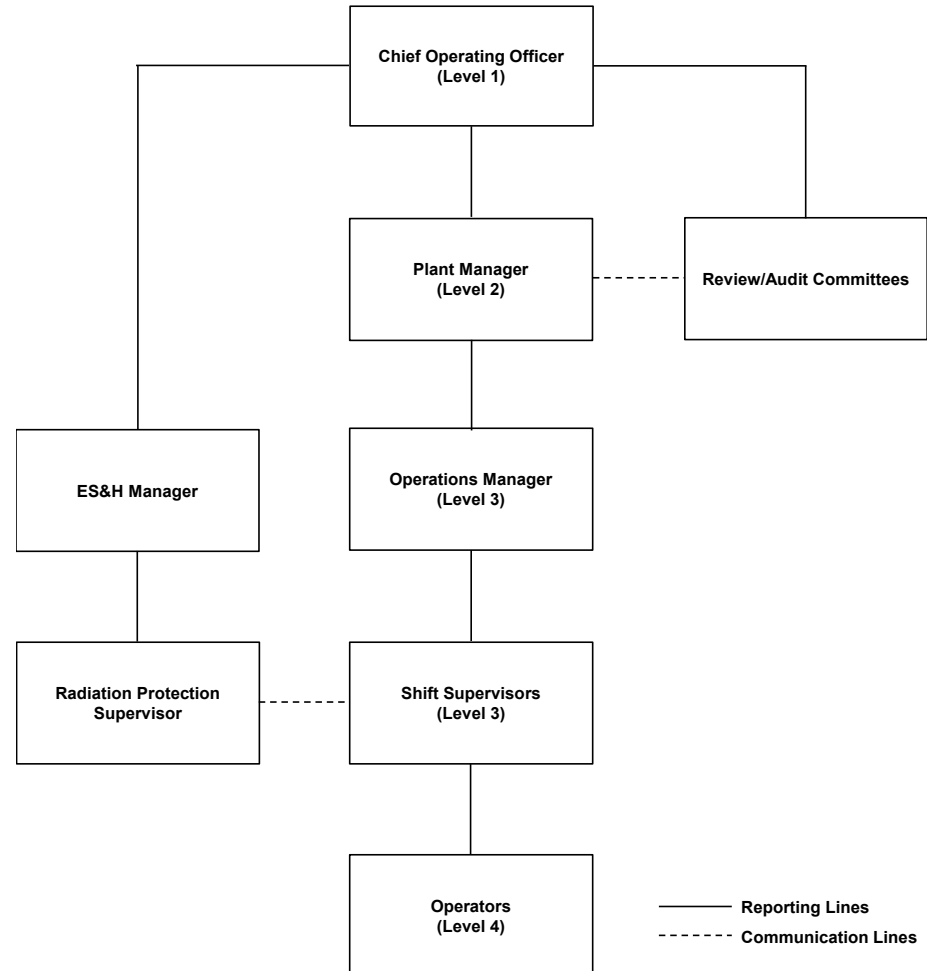 Chief Operating Officer
(Level 1)
Plant Manager
(Level 2)
Review/Audit Committees
ES&H Manager
Operations Manager
(Level 3)
Radiation Protection
Supervisor
Shift Supervisors
(Level 3)
Operators
(Level 4)
Reporting Lines
Communication Lines